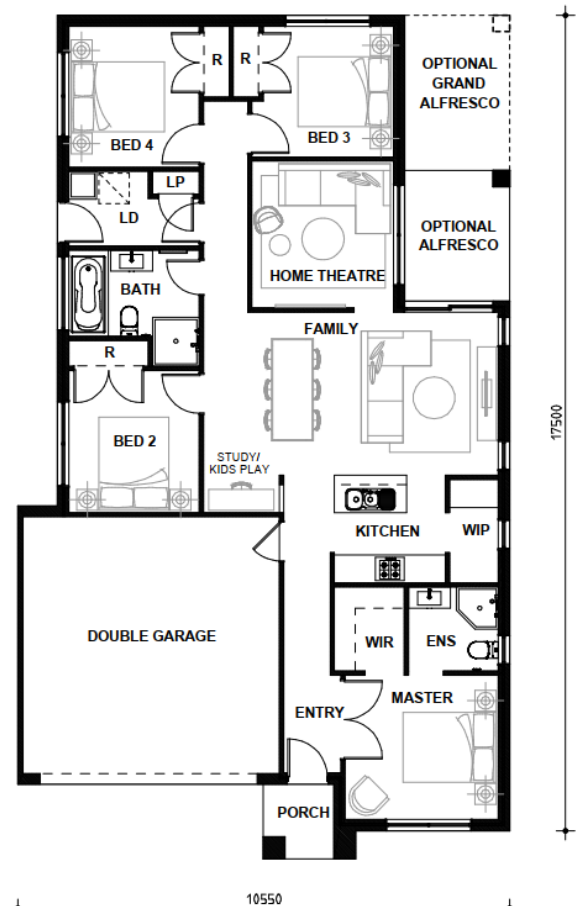 R
R
OPTIONAL
GRAND
ALFRESCO
BED 4
BED 3
LP
LD
OPTIONAL
ALFRESCO
HOME THEATRE
BATH
FAMILY
R
BED 2
STUDY/
KIDS PLAY
17500
KITCHEN
WIP
DOUBLE GARAGE
WIR
ENS
MASTER
ENTRY
PORCH
10550